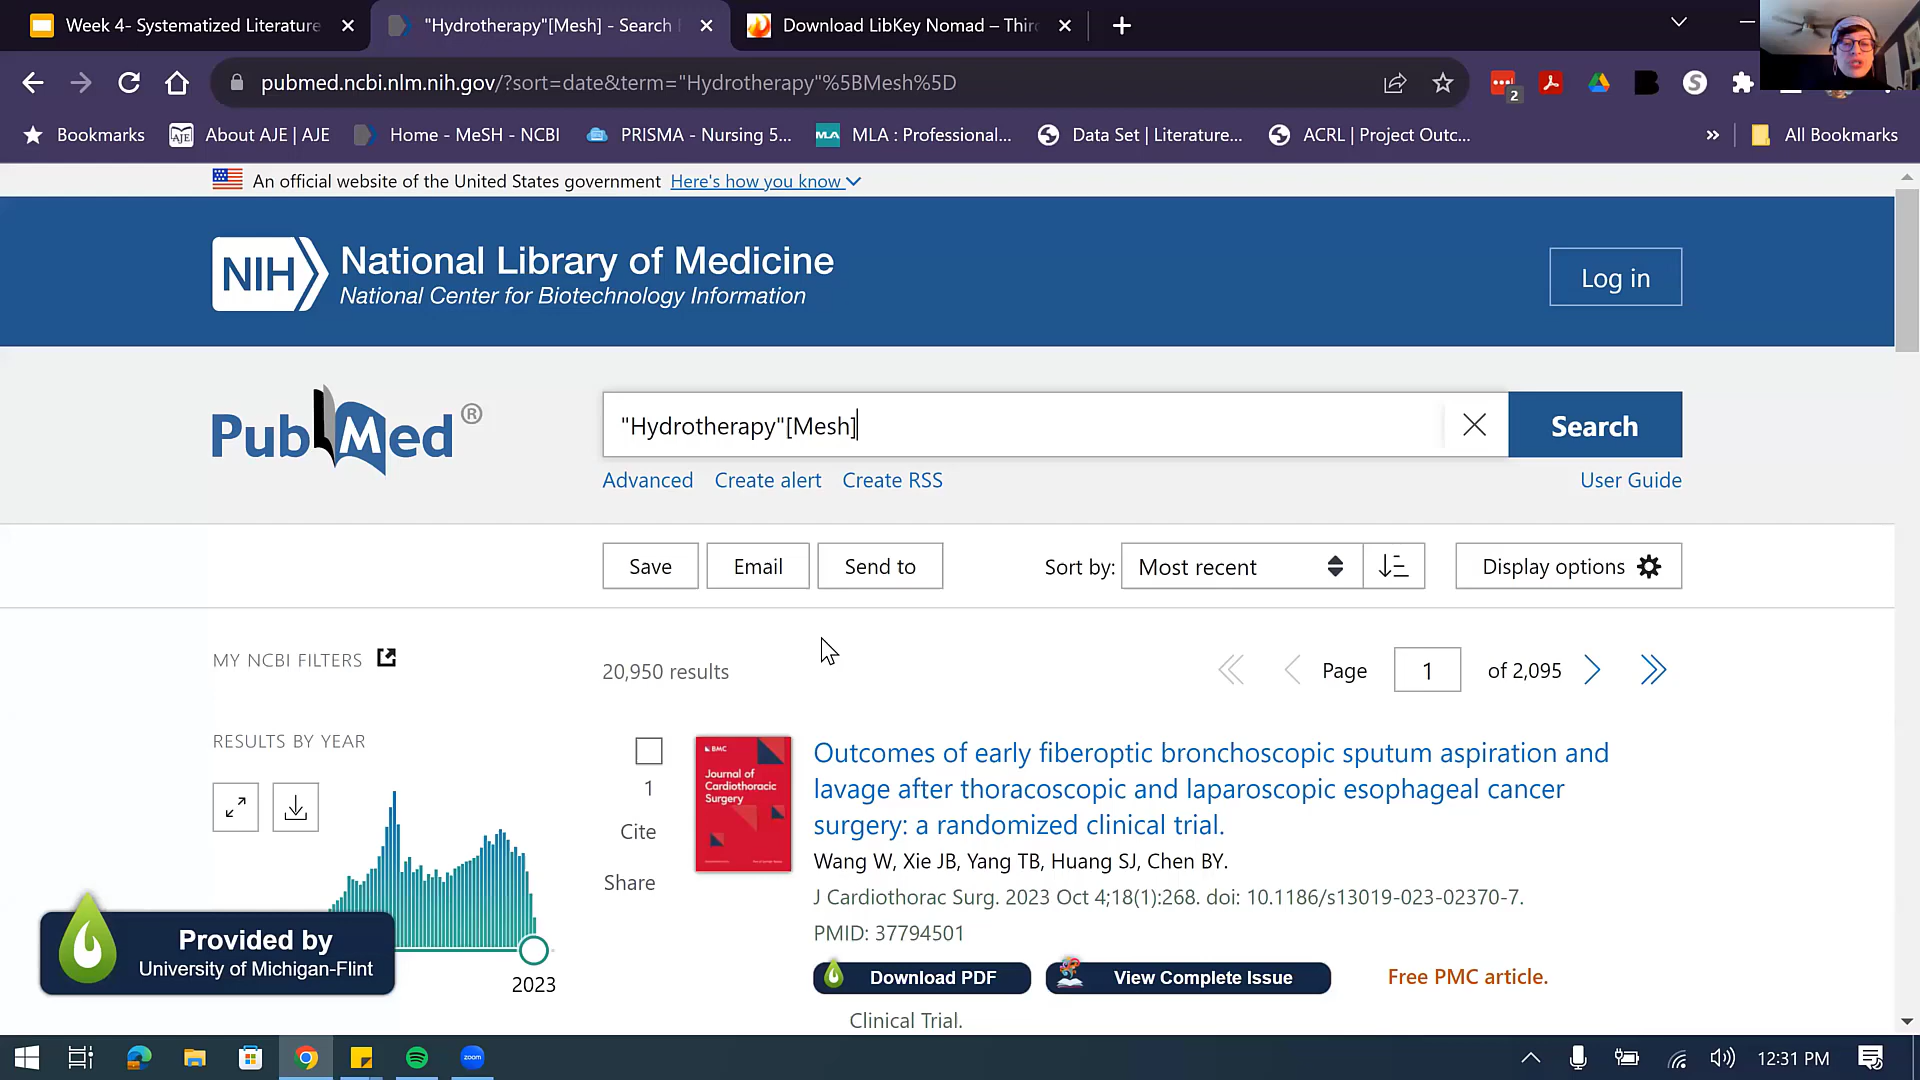 Week 4- Systematized Literature
"Hydrotherapy"[Mesh] - Search
Download LibKey Nomad – Thir
pubmed.ncbi.nlm.nih.gov/?sort=date&term="Hydrotherapy"%5BMesh%5D
2
Bookmarks
About AJE | AJE
Home - MeSH - NCBI
PRISMA - Nursing 5...
MLA
MLA : Professional...
Data Set | Literature...
ACRL | Project Outc...
»
All Bookmarks
An official website of the United States government Here's how you know
NIH
National Library of Medicine
National Center for Biotechnology Information
Log in
PubMed®
"Hydrotherapy"[Mesh]
Search
Advanced Create alert Create RSS
User Guide
Save
Email
Send to
Sort by: Most recent
Display options
MY NCBI FILTERS
20,950 results
Page 1 of 2,095
RESULTS BY YEAR
2023
1
Cite
Share
BMC
Journal of
Cardiothoracic
Surgery
Outcomes of early fiberoptic bronchoscopic sputum aspiration and
lavage after thoracoscopic and laparoscopic esophageal cancer
surgery: a randomized clinical trial.
Wang W, Xie JB, Yang TB, Huang SJ, Chen BY.
J Cardiothorac Surg. 2023 Oct 4;18(1):268. doi: 10.1186/s13019-023-02370-7.
PMID: 37794501
Download PDF
View Complete Issue
Free PMC article.
Clinical Trial.
Provided by
University of Michigan-Flint
zoom
12:31 PM